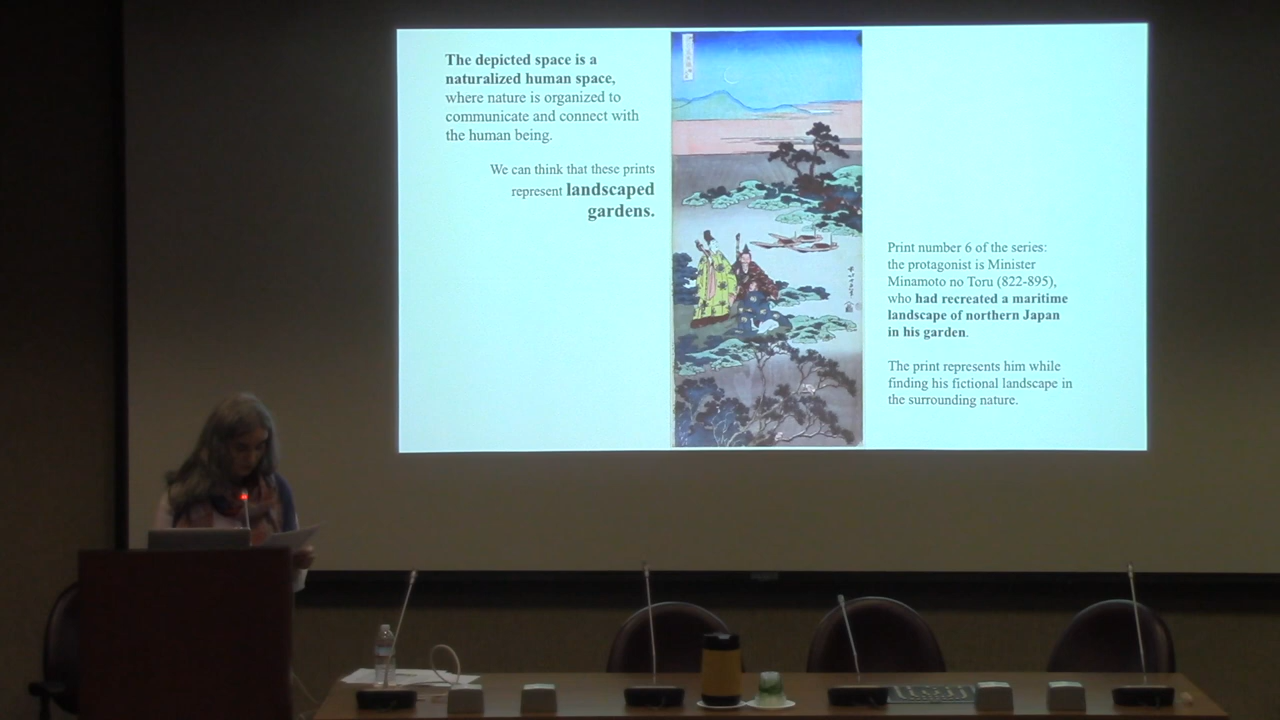 The depicted space is a
naturalized human space,
where nature is organized to
communicate and connect with
the human being.
We can think that these prints
represent landscaped
gardens.
Print number 6 of the series:
the protagonist is Minister
Minamoto no Toru (822-895),
who had recreated a maritime
landscape of northern Japan
in his garden.
The print represents him while
finding his fictional landscape in
the surrounding nature.